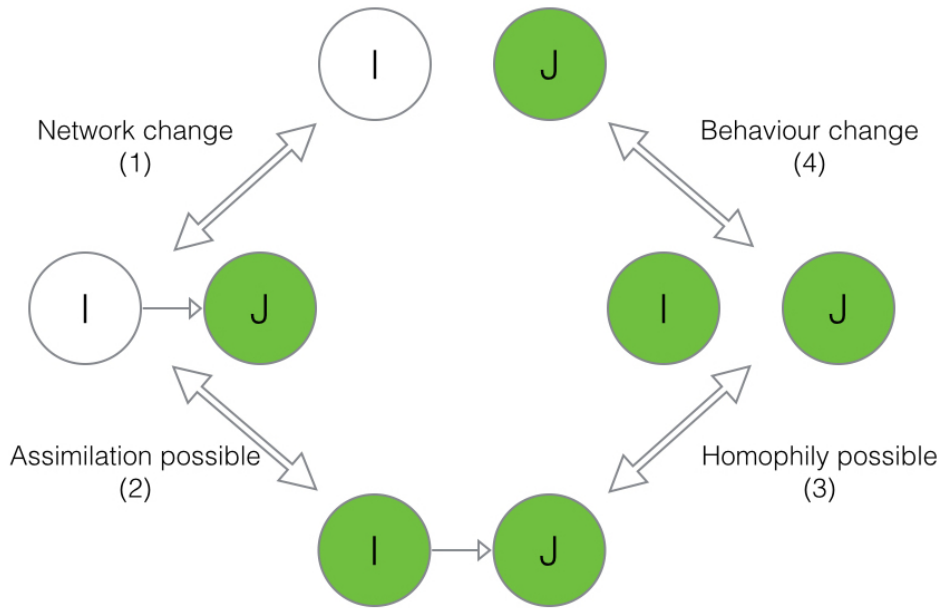 I J
Network change
(1)
Behaviour change
(4)
I J
I J
Assimilation possible
(2)
Homophily possible
(3)
I J